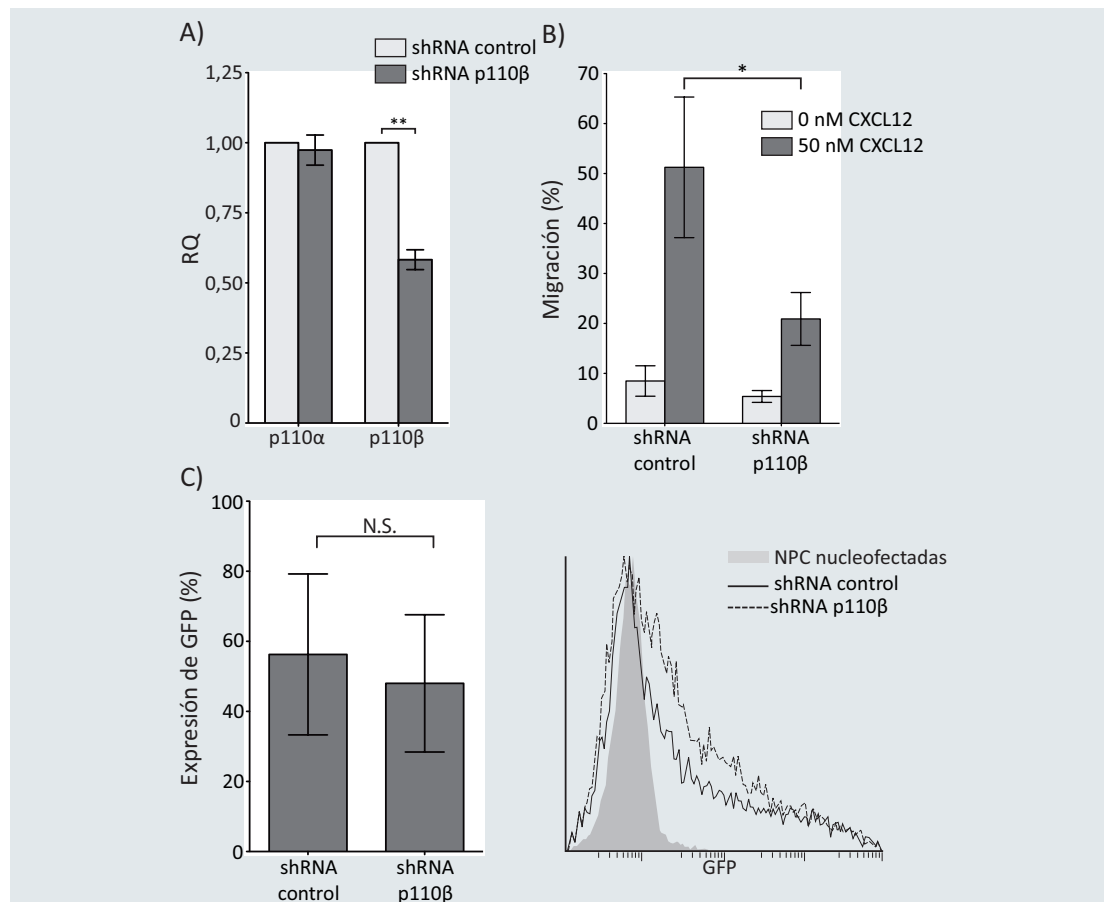 A)
shRNA control
shRNA p110β
1,25
1,00
0,75
0,50
0,25
0
RQ
**
p110α
p110β
B)
70
60
50
40
30
20
10
0
Migración (%)
*
0 nM CXCL12
50 nM CXCL12
shRNA
control
shRNA
p110β
C)
100
80
60
40
20
0
Expresión de GFP (%)
N.S.
shRNA
control
shRNA
p110β
NPC nucleofectadas
shRNA control
shRNA p110β
GFP